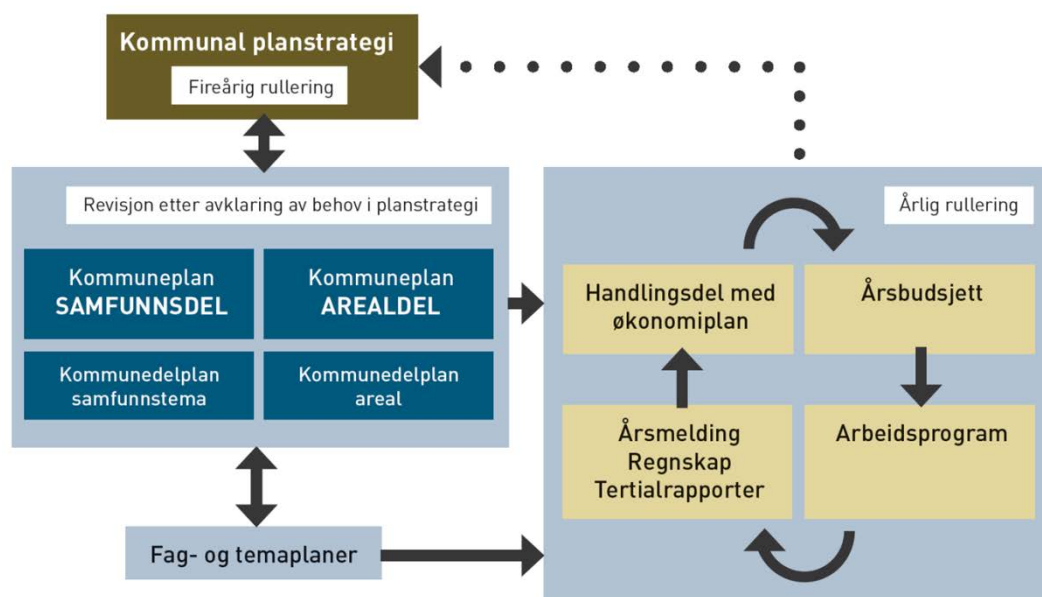 Kommunal planstrategi
Fireårig rullering
Revisjon etter avklaring av behov i planstrategi
Kommuneplan
SAMFUNNSDEL
Kommuneplan
AREALDEL
Kommunedelplan
samfunnstema
Kommunedelplan
areal
Fag- og temaplaner
Årlig rullering
Handlingsdel med
økonomiplan
Årsbudsjett
Årsmelding
Regnskap
Tertialrapporter
Arbeidsprogram